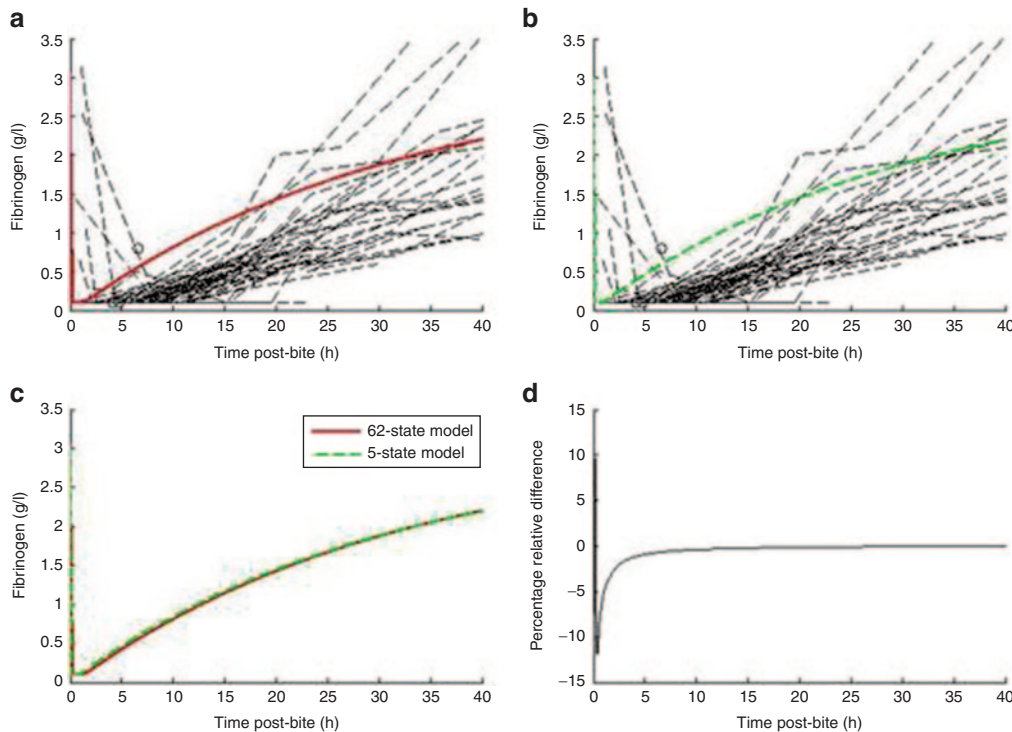 a
b
3.5
3
2.5
2
1.5
1
0.5
0
Fibrinogen (g/l)
0 5 10 15 20 25 30 35 40
Time post-bite (h)
3.5
3
2.5
2
1.5
1
0.5
0
Fibrinogen (g/l)
0 5 10 15 20 25 30 35 40
Time post-bite (h)
c
d
3.5
3
2.5
2
1.5
1
0.5
0
Fibrinogen (g/l)
62-state model
5-state model
0 5 10 15 20 25 30 35 40
Time post-bite (h)
15
10
5
0
−5
−10
−15
Percentage relative difference
0 5 10 15 20 25 30 35 40
Time post-bite (h)